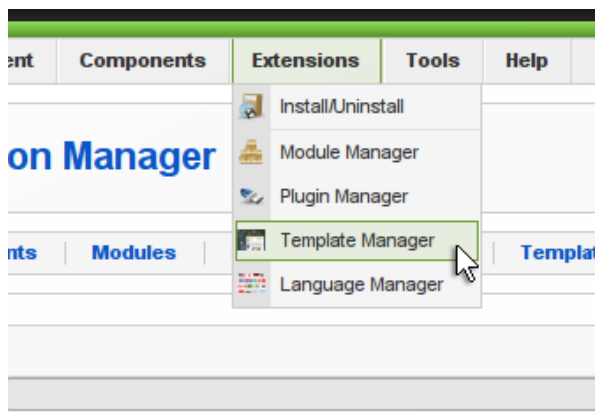 ent Components Extensions Tools Help
Install/Uninstall
on Manager
Module Manager
Plugin Manager
Template Manager
nts Modules Templat
Language Manager